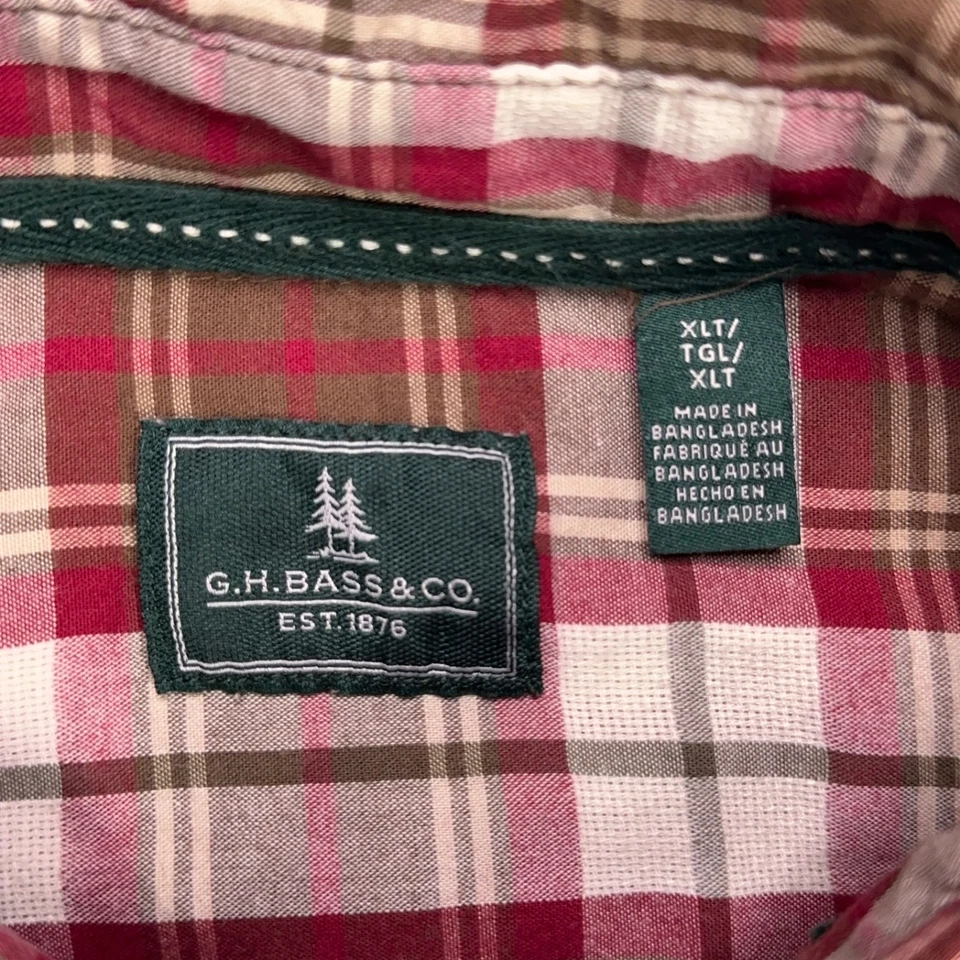 G.H.BASS & CO.
EST. 1876
XLT/
TGL/
XLT
MADE IN
BANGLADESH
FABRIQUÉ AU
BANGLADESH
HECHO EN
BANGLADESH